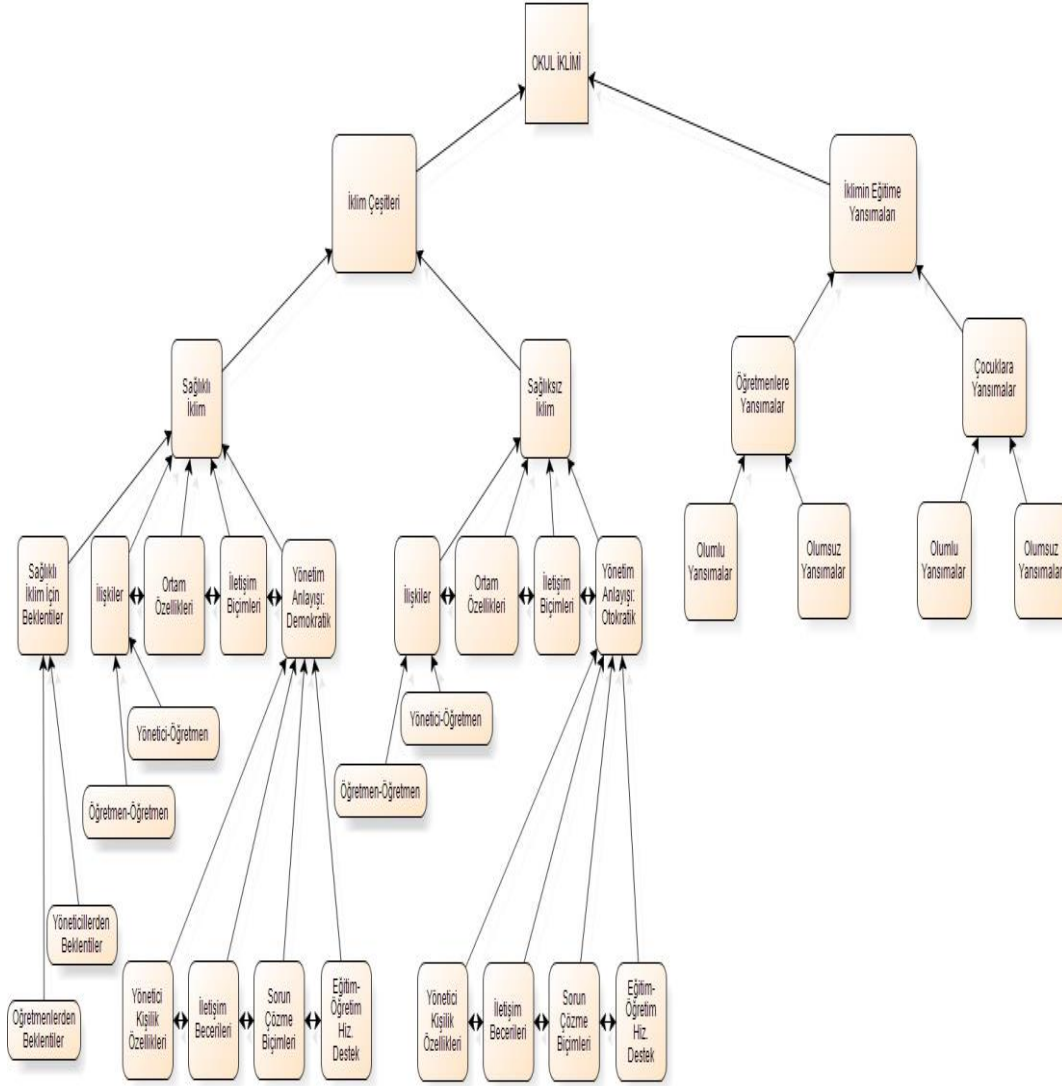 OKUL İKLİMİ
İklim Çeşitleri
İklimin Eğitime
Yansımaları
Sağlıklı
İklim
Sağlıksız
İklim
Öğretmenlere
Yansımalar
Çocuklara
Yansımalar
Sağlıklı
İklim İçin
Beklentiler
İlişkiler
Ortam
Özellikleri
İletişim
Biçimleri
Yönetim
Anlayışı:
Demokratik
İlişkiler
Ortam
Özellikleri
İletişim
Biçimleri
Yönetim
Anlayışı:
Otokratik
Olumlu
Yansımalar
Olumsuz
Yansımalar
Olumlu
Yansımalar
Olumsuz
Yansımalar
Yönetici-Öğretmen
Öğretmen-Öğretmen
Yönetici-Öğretmen
Öğretmen-Öğretmen
Yöneticillerden
Beklentiler
Öğretmenlerden
Beklentiler
Yönetici
Kişilik
Özellikleri
İletişim
Becerileri
Sorun
Çözme
Biçimleri
Eğitim-
Öğretim
Hiz.
Destek
Yönetici
Kişilik
Özellikleri
İletişim
Becerileri
Sorun
Çözme
Biçimleri
Eğitim-
Öğretim
Hiz.
Destek